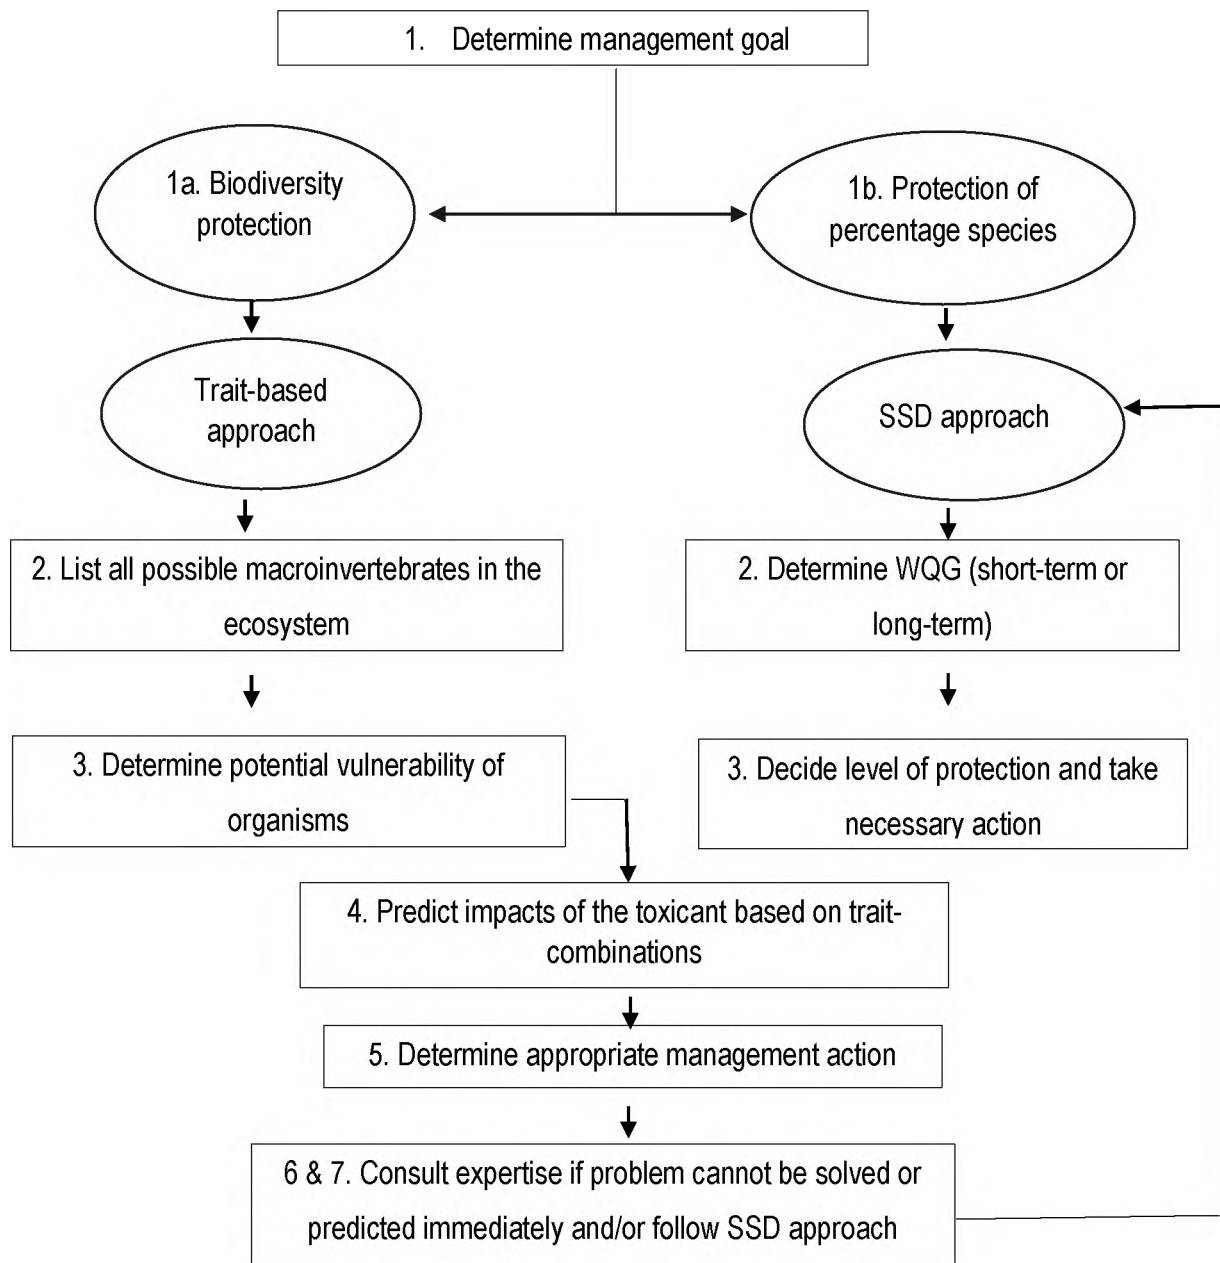 1. Determine management goal
1a. Biodiversity
protection
1b. Protection of
percentage species
Trait-based
approach
SSD approach
2. List all possible macroinvertebrates in the
ecosystem
2. Determine WQG (short-term or
long-term)
3. Determine potential vulnerability of
organisms
3. Decide level of protection and take
necessary action
4. Predict impacts of the toxicant based on trait-
combinations
5. Determine appropriate management action
6 & 7. Consult expertise if problem cannot be solved or
predicted immediately and/or follow SSD approach